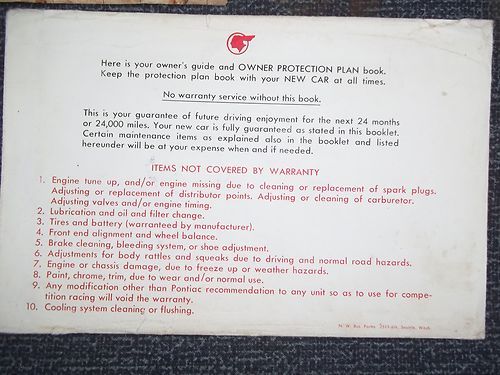 Here is your owner's guide and OWNER PROTECTION PLAN book.
Keep the protection plan book with your NEW CAR at all times.
No warranty service without this book.
This is your guarantee of future driving enjoyment for the next 24 months
or 24,000 miles. Your new car is fully guaranteed as stated in this booklet.
Certain maintenance items as explained also in the booklet and listed
hereunder will be at your expense when and if needed.
ITEMS NOT COVERED BY WARRANTY
1. Engine tune up, and/or engine missing due to cleaning or replacement of spark plugs.
Adjusting or replacement of distributor points. Adjusting or cleaning of carburetor.
Adjusting valves and/or engine timing.
2. Lubrication and oil and filter change.
3. Tires and battery (warranteed by manufacturer).
4. Front end alignment and wheel balance.
5. Brake cleaning, bleeding system, or shoe adjustment.
6. Adjustments for body rattles and squeaks due to driving and normal road hazards.
7. Engine or chassis damage, due to freeze up or weather hazards.
8. Paint, chrome, trim, due to wear and/or normal use.
9. Any modification other than Pontiac recommendation to any unit so as to use for compe-
tition racing will void the warranty.
10. Cooling system cleaning or flushing.
N. W. Bus. Forms Seattle, Wash.